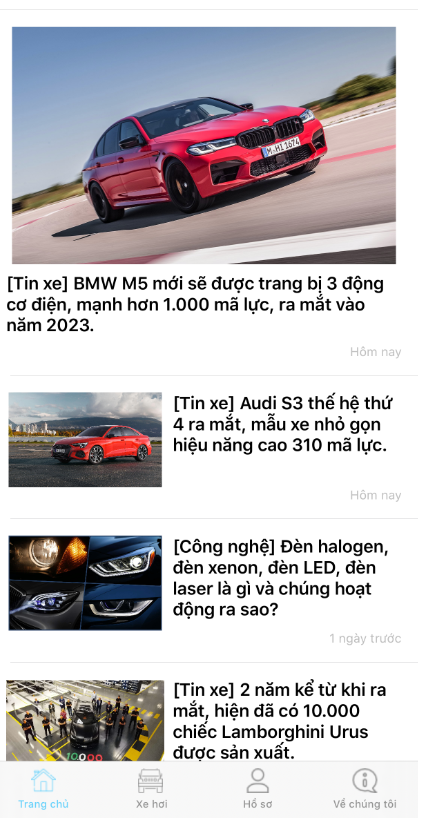 M·HI 1674
[Tin xe] BMW M5 mới sẽ được trang bị 3 động
cơ điện, mạnh hơn 1.000 mã lực, ra mắt vào
năm 2023.
Hôm nay
[Tin xe] Audi S3 thế hệ thứ
4 ra mắt, mẫu xe nhỏ gọn
hiệu năng cao 310 mã lực.
Hôm nay
[Công nghệ] Đèn halogen,
đèn xenon, đèn LED, đèn
laser là gì và chúng hoạt
động ra sao?
1 ngày trước
[Tin xe] 2 năm kể từ khi ra
mắt, hiện đã có 10.000
chiếc Lamborghini Urus
được sản xuất.
Trang chủ
Xe hơi
Hồ sơ
Về chúng tôi